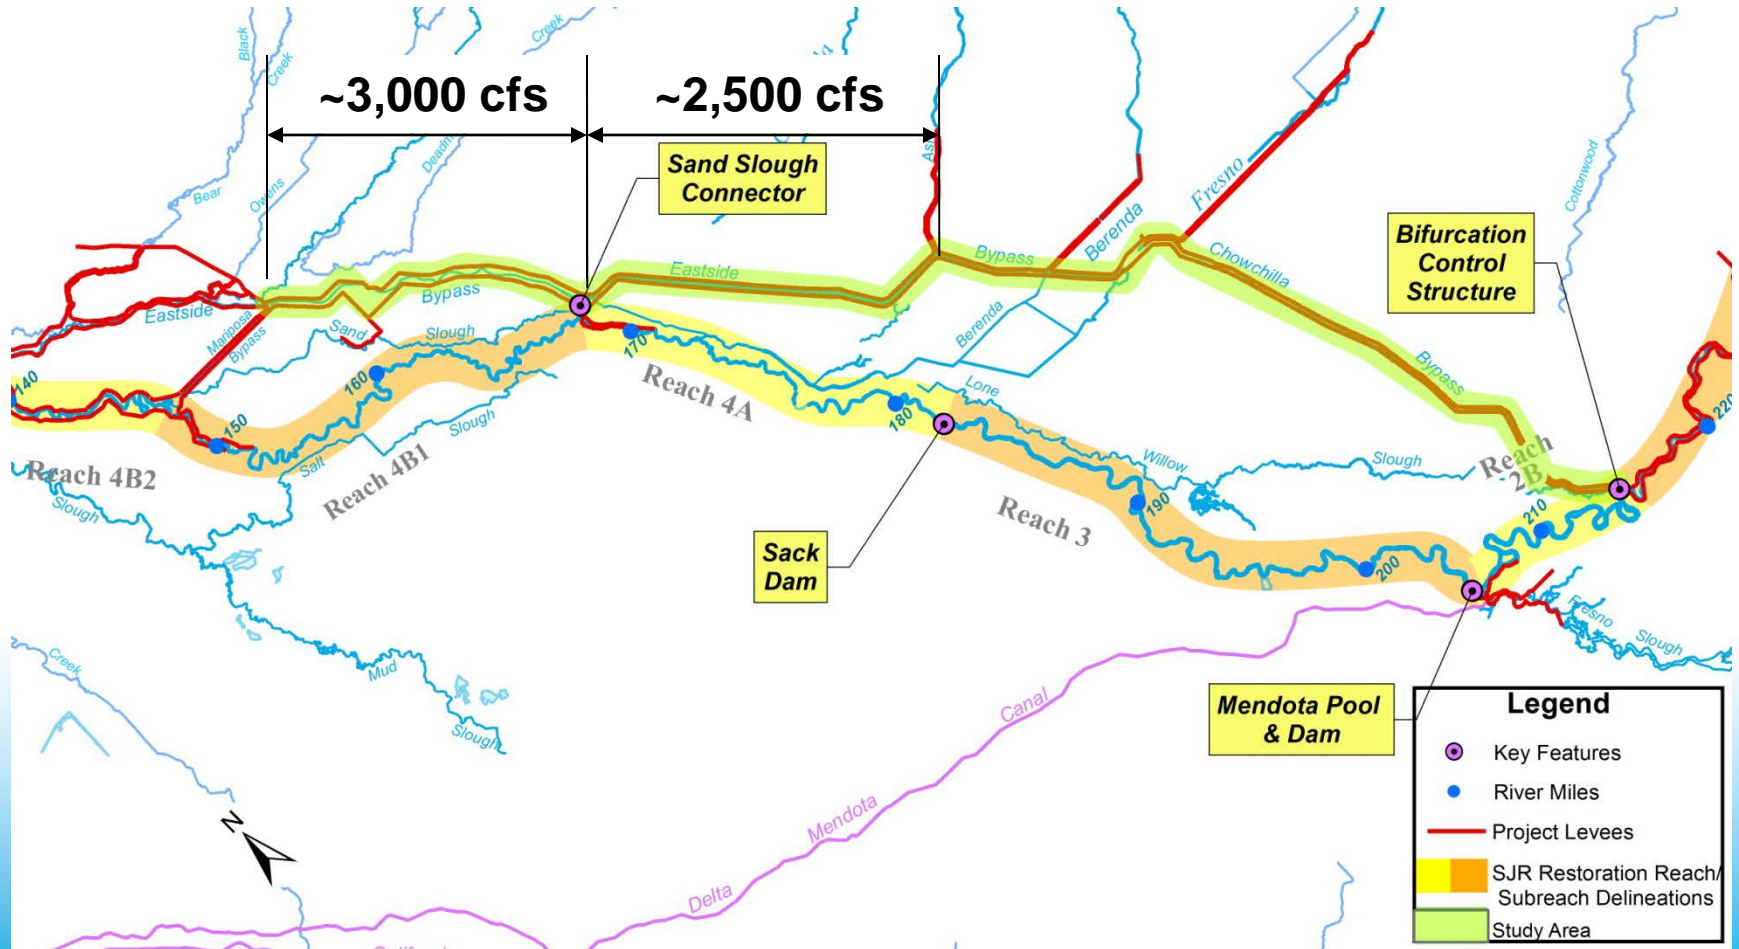 Black
Creek
Creek
~3,000 cfs
~2,500 cfs
Sand Slough
Connector
Bear
Owens
Berenda
Fresno
Cottonwood
Bifurcation
Control
Structure
Eastside
Bypass
Chowchilla
Bypass
Eastside
Mariposa
Bypass
Bypass
Sand
Slough
Berenda
Lone
Bypass
140
150
160
170
180
190
200
210
220
Reach 4A
Reach 4B1
Reach 4B2
Reach 3
Reach
2B
Salt
Slough
Slough
Willow
Slough
Sack
Dam
Mendota Pool
& Dam
Fresno
Slough
Mud
Slough
Creek
Canal
Mendota
Delta
N
Legend
Key Features
River Miles
Project Levees
SJR Restoration Reach/
Subreach Delineations
Study Area